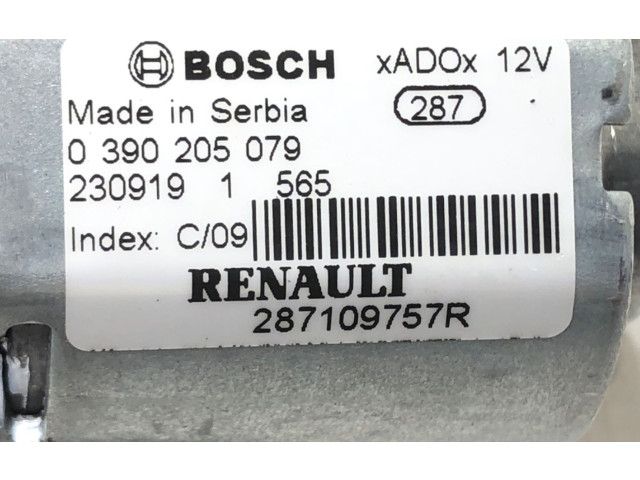 BOSCH xADOx 12V
Made in Serbia 287
0 390 205 079
230919 1 565
Index: C/09
RENAULT
287109757R